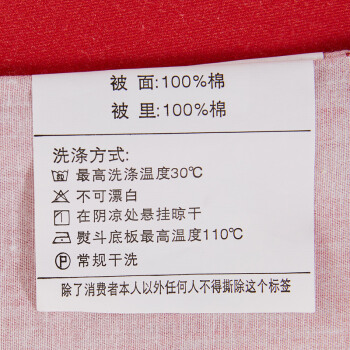 被 面:100%棉
被 里:100%棉
洗涤方式:
最高洗涤温度30℃
不可漂白
在阴凉处悬挂晾干
熨斗底板最高温度110℃
Ⓟ 常规干洗
除了消费者本人以外任何人不得撕除这个标签